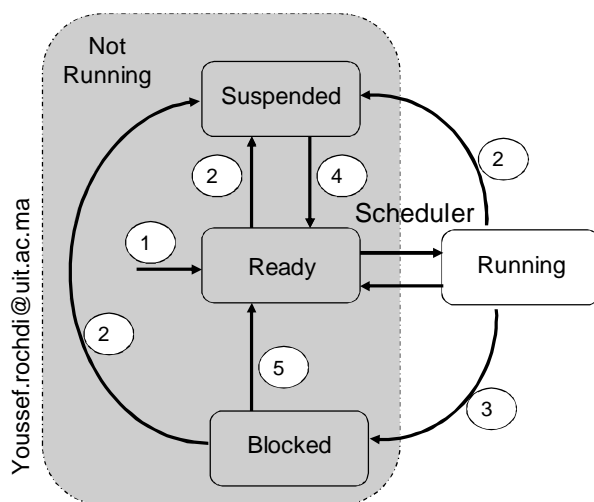 Not
Running
Suspended
2
4
2
Scheduler
1
Ready
Running
2
5
3
Blocked
Youssef.rochdi@uit.ac.ma